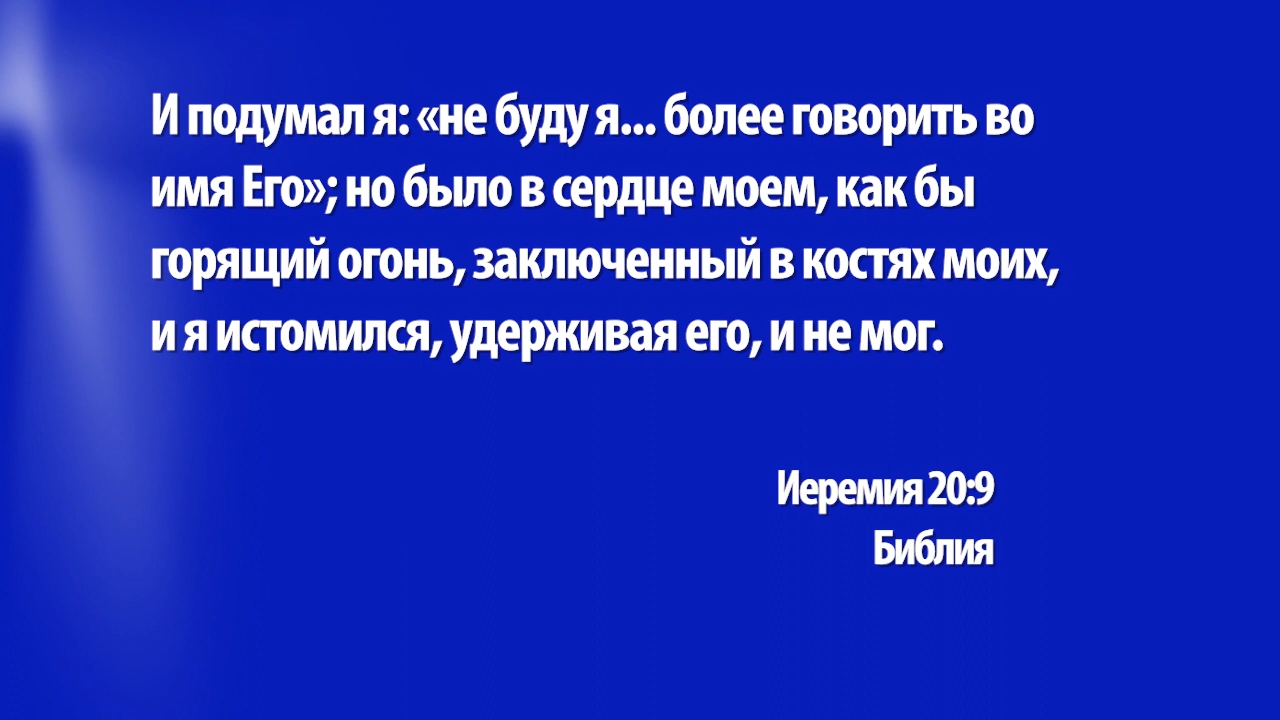 И подумал я: «не буду я... более говорить во
имя Его»; но было в сердце моем, как бы
горящий огонь, заключенный в костях моих,
и я истомился, удерживая его, и не мог.
Иеремия 20:9
Библия